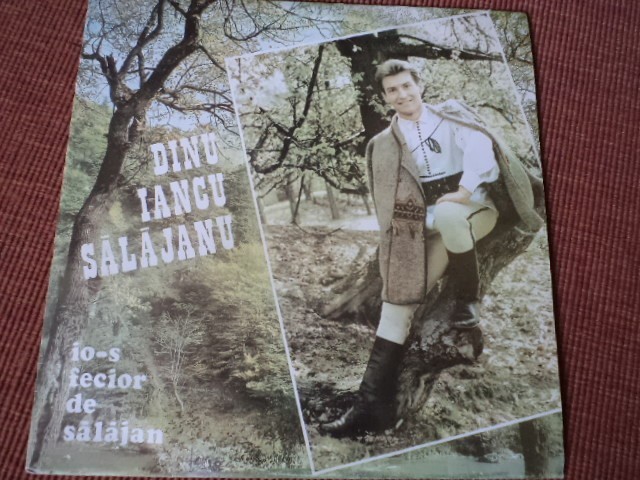 DINU
IANCU
SĂLĂJANU
io-s
fecior
de
sălăjan